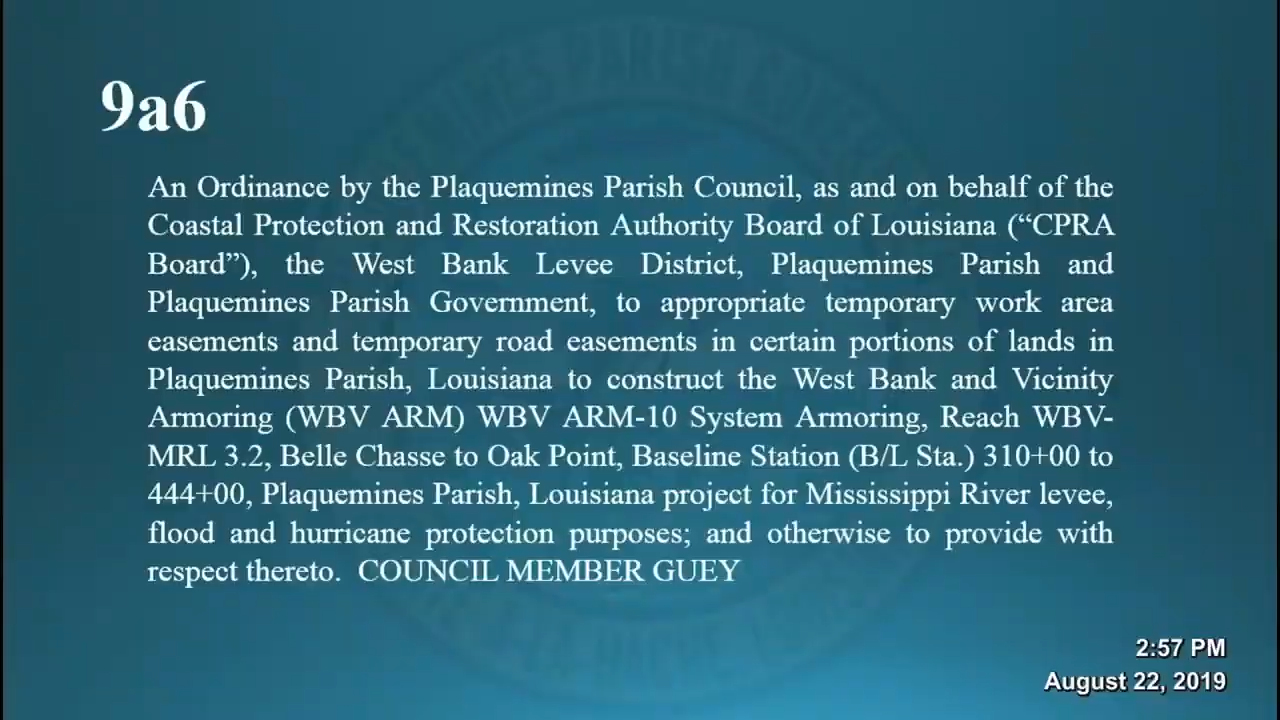 9a6
An Ordinance by the Plaquemines Parish Council, as and on behalf of the
Coastal Protection and Restoration Authority Board of Louisiana (“CPRA
Board”), the West Bank Levee District, Plaquemines Parish and
Plaquemines Parish Government, to appropriate temporary work area
easements and temporary road easements in certain portions of lands in
Plaquemines Parish, Louisiana to construct the West Bank and Vicinity
Armoring (WBV ARM) WBV ARM-10 System Armoring, Reach WBV-
MRL 3.2, Belle Chasse to Oak Point, Baseline Station (B/L Sta.) 310+00 to
444+00, Plaquemines Parish, Louisiana project for Mississippi River levee,
flood and hurricane protection purposes; and otherwise to provide with
respect thereto. COUNCIL MEMBER GUEY
2:57 PM
August 22, 2019